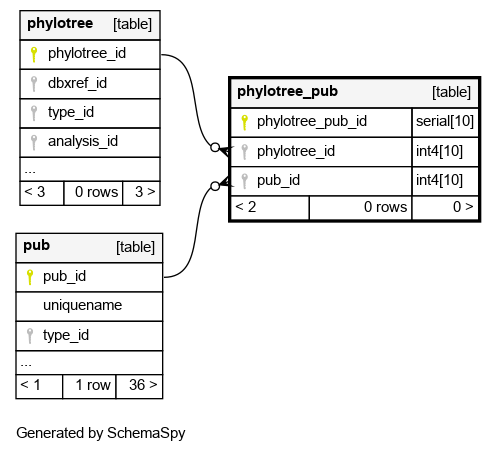 phylotree [table]
phylotree_id
dbxref_id
type_id
analysis_id
...
< 3 0 rows 3 >
phylotree_pub [table]
phylotree_pub_id serial[10]
phylotree_id int4[10]
pub_id int4[10]
< 2 0 rows 0 >
pub [table]
pub_id
uniquename
type_id
...
< 1 1 row 36 >
Generated by SchemaSpy